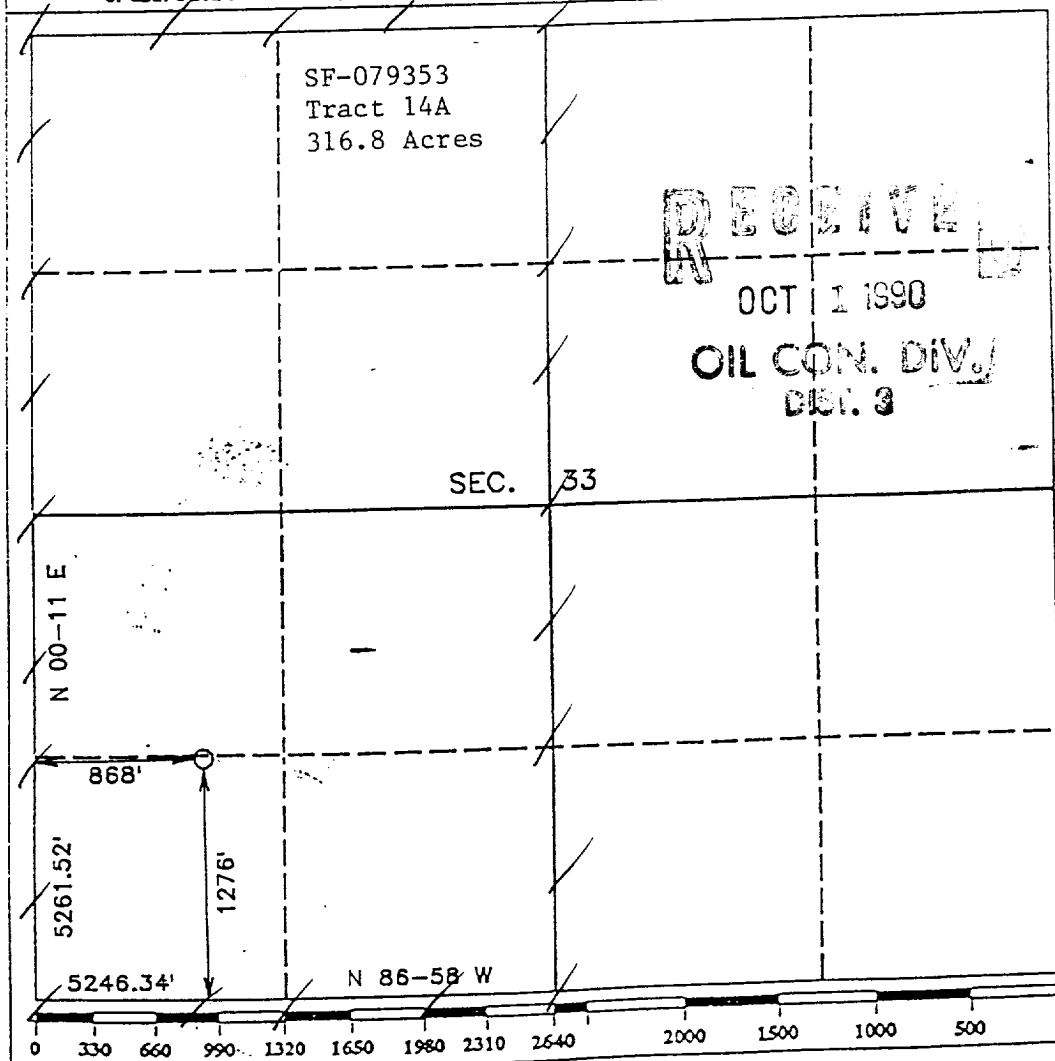 SF-079353
Tract 14A
316.8 Acres
RECEIVED
OCT 1 1990
OIL CON. DIV.
DIST. 3
SEC. 33
N 00-11 E
868'
1276'
5261.52'
5246.34'
N 86-58 W
0 330 660 990 1320 1650 1980 2310 2640 2000 1500 1000 500